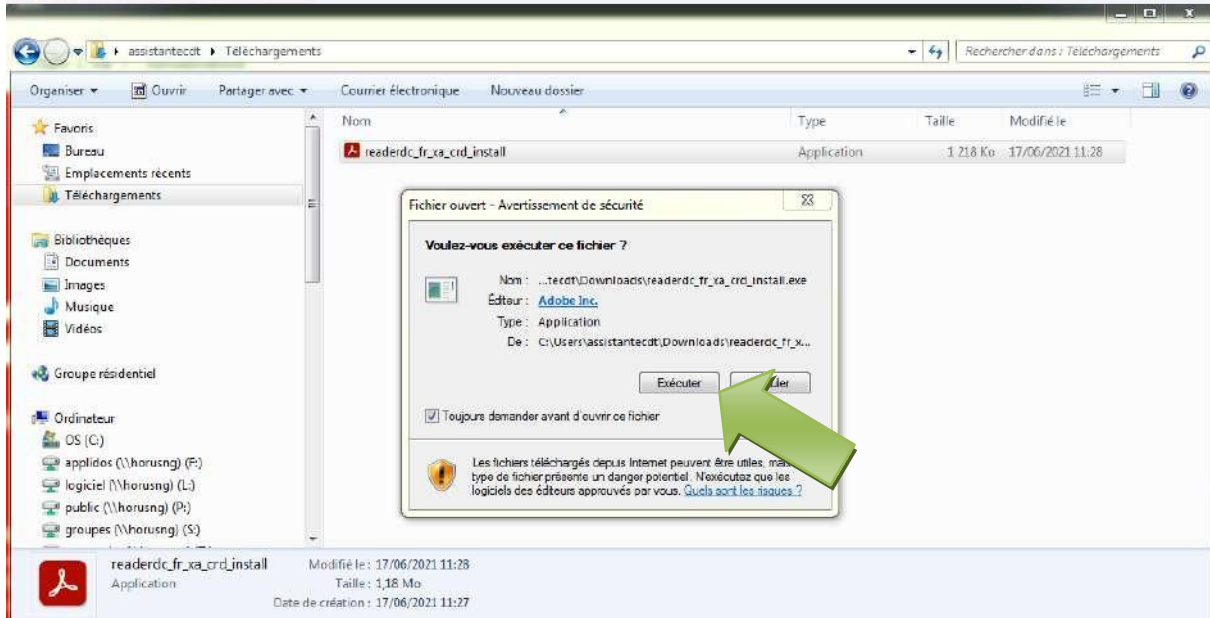 assistantecdt ▸ Téléchargements
Rechercher dans : Téléchargements
Organiser Ouvrir Partager avec Courrier électronique Nouveau dossier
Nom Type Taille Modifié le
readerdc_fr_xa_crd_install Application 1 218 Ko 17/06/2021 11:28
Favoris
Bureau
Emplacements récents
Téléchargements
Bibliothèques
Documents
Images
Musique
Vidéos
Groupe résidentiel
Ordinateur
OS (C:)
applidos (\\horusng) (F:)
logiciel (\\horusng) (L:)
public (\\horusng) (P:)
groupes (\\horusng) (S:)
Fichier ouvert - Avertissement de sécurité
Voulez-vous exécuter ce fichier ?
Nom : ...tecdt\Downloads\readerdc_fr_xa_crd_install.exe
Éditeur : Adobe Inc.
Type : Application
De : C:\Users\assistantecdt\Downloads\readerdc_fr_x...
Exécuter
Toujours demander avant d'ouvrir ce fichier
Les fichiers téléchargés depuis Internet peuvent être utiles, mais
type de fichier présente un danger potentiel. N'exécutez que les
logiciels des éditeurs approuvés par vous. Quels sont les risques ?
readerdc_fr_xa_crd_install Modifié le : 17/06/2021 11:28
Application Taille : 1,18 Mo
Date de création : 17/06/2021 11:27